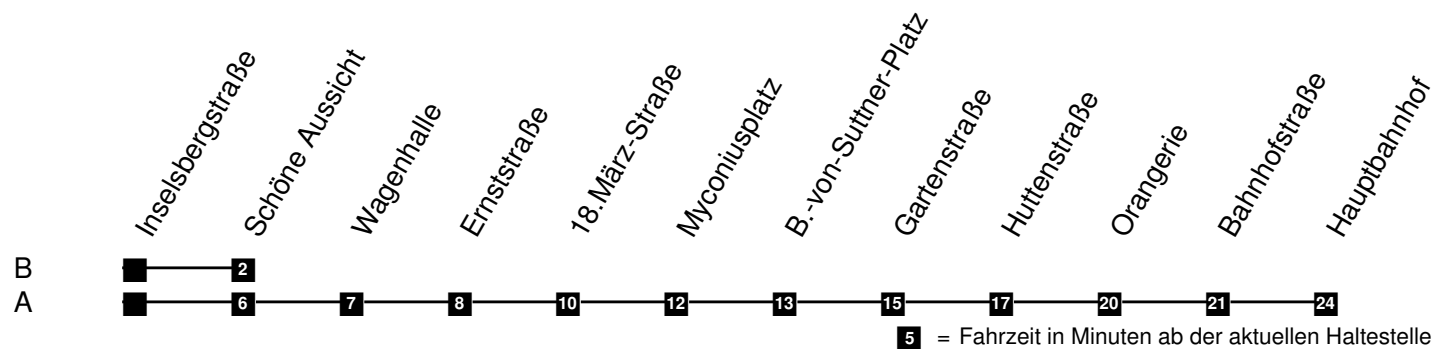 Inselsbergstraße
Schöne Aussicht
Wagenhalle
Ernststraße
18.März-Straße
Myconiusplatz
B.-von-Suttner-Platz
Gartenstraße
Huttenstraße
Orangerie
Bahnhofstraße
Hauptbahnhof
B 2
A 6 7 8 10 12 13 15 17 20 21 24
5 = Fahrzeit in Minuten ab der aktuellen Haltestelle